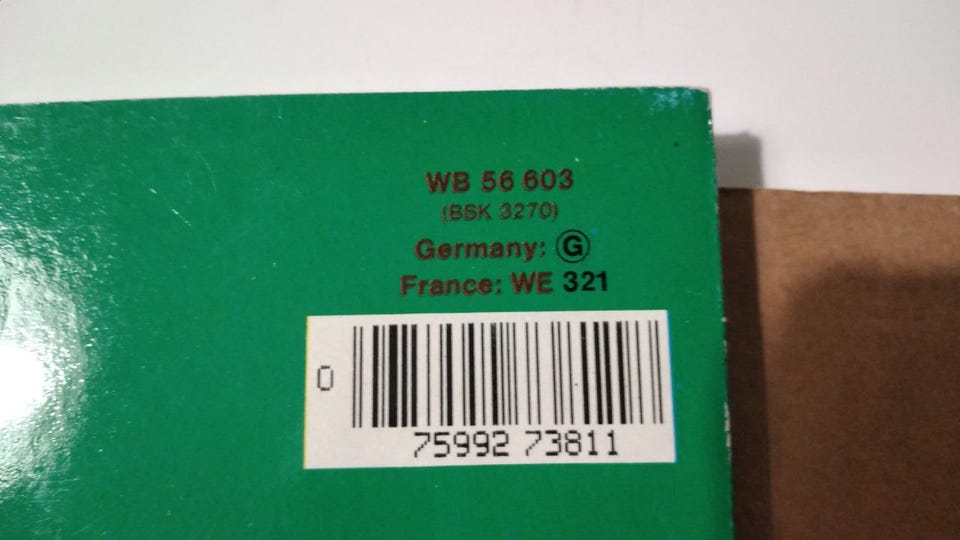 WB 56 603
(BSK 3270)
Germany: Ⓖ
France: WE 321
0
75992 73811